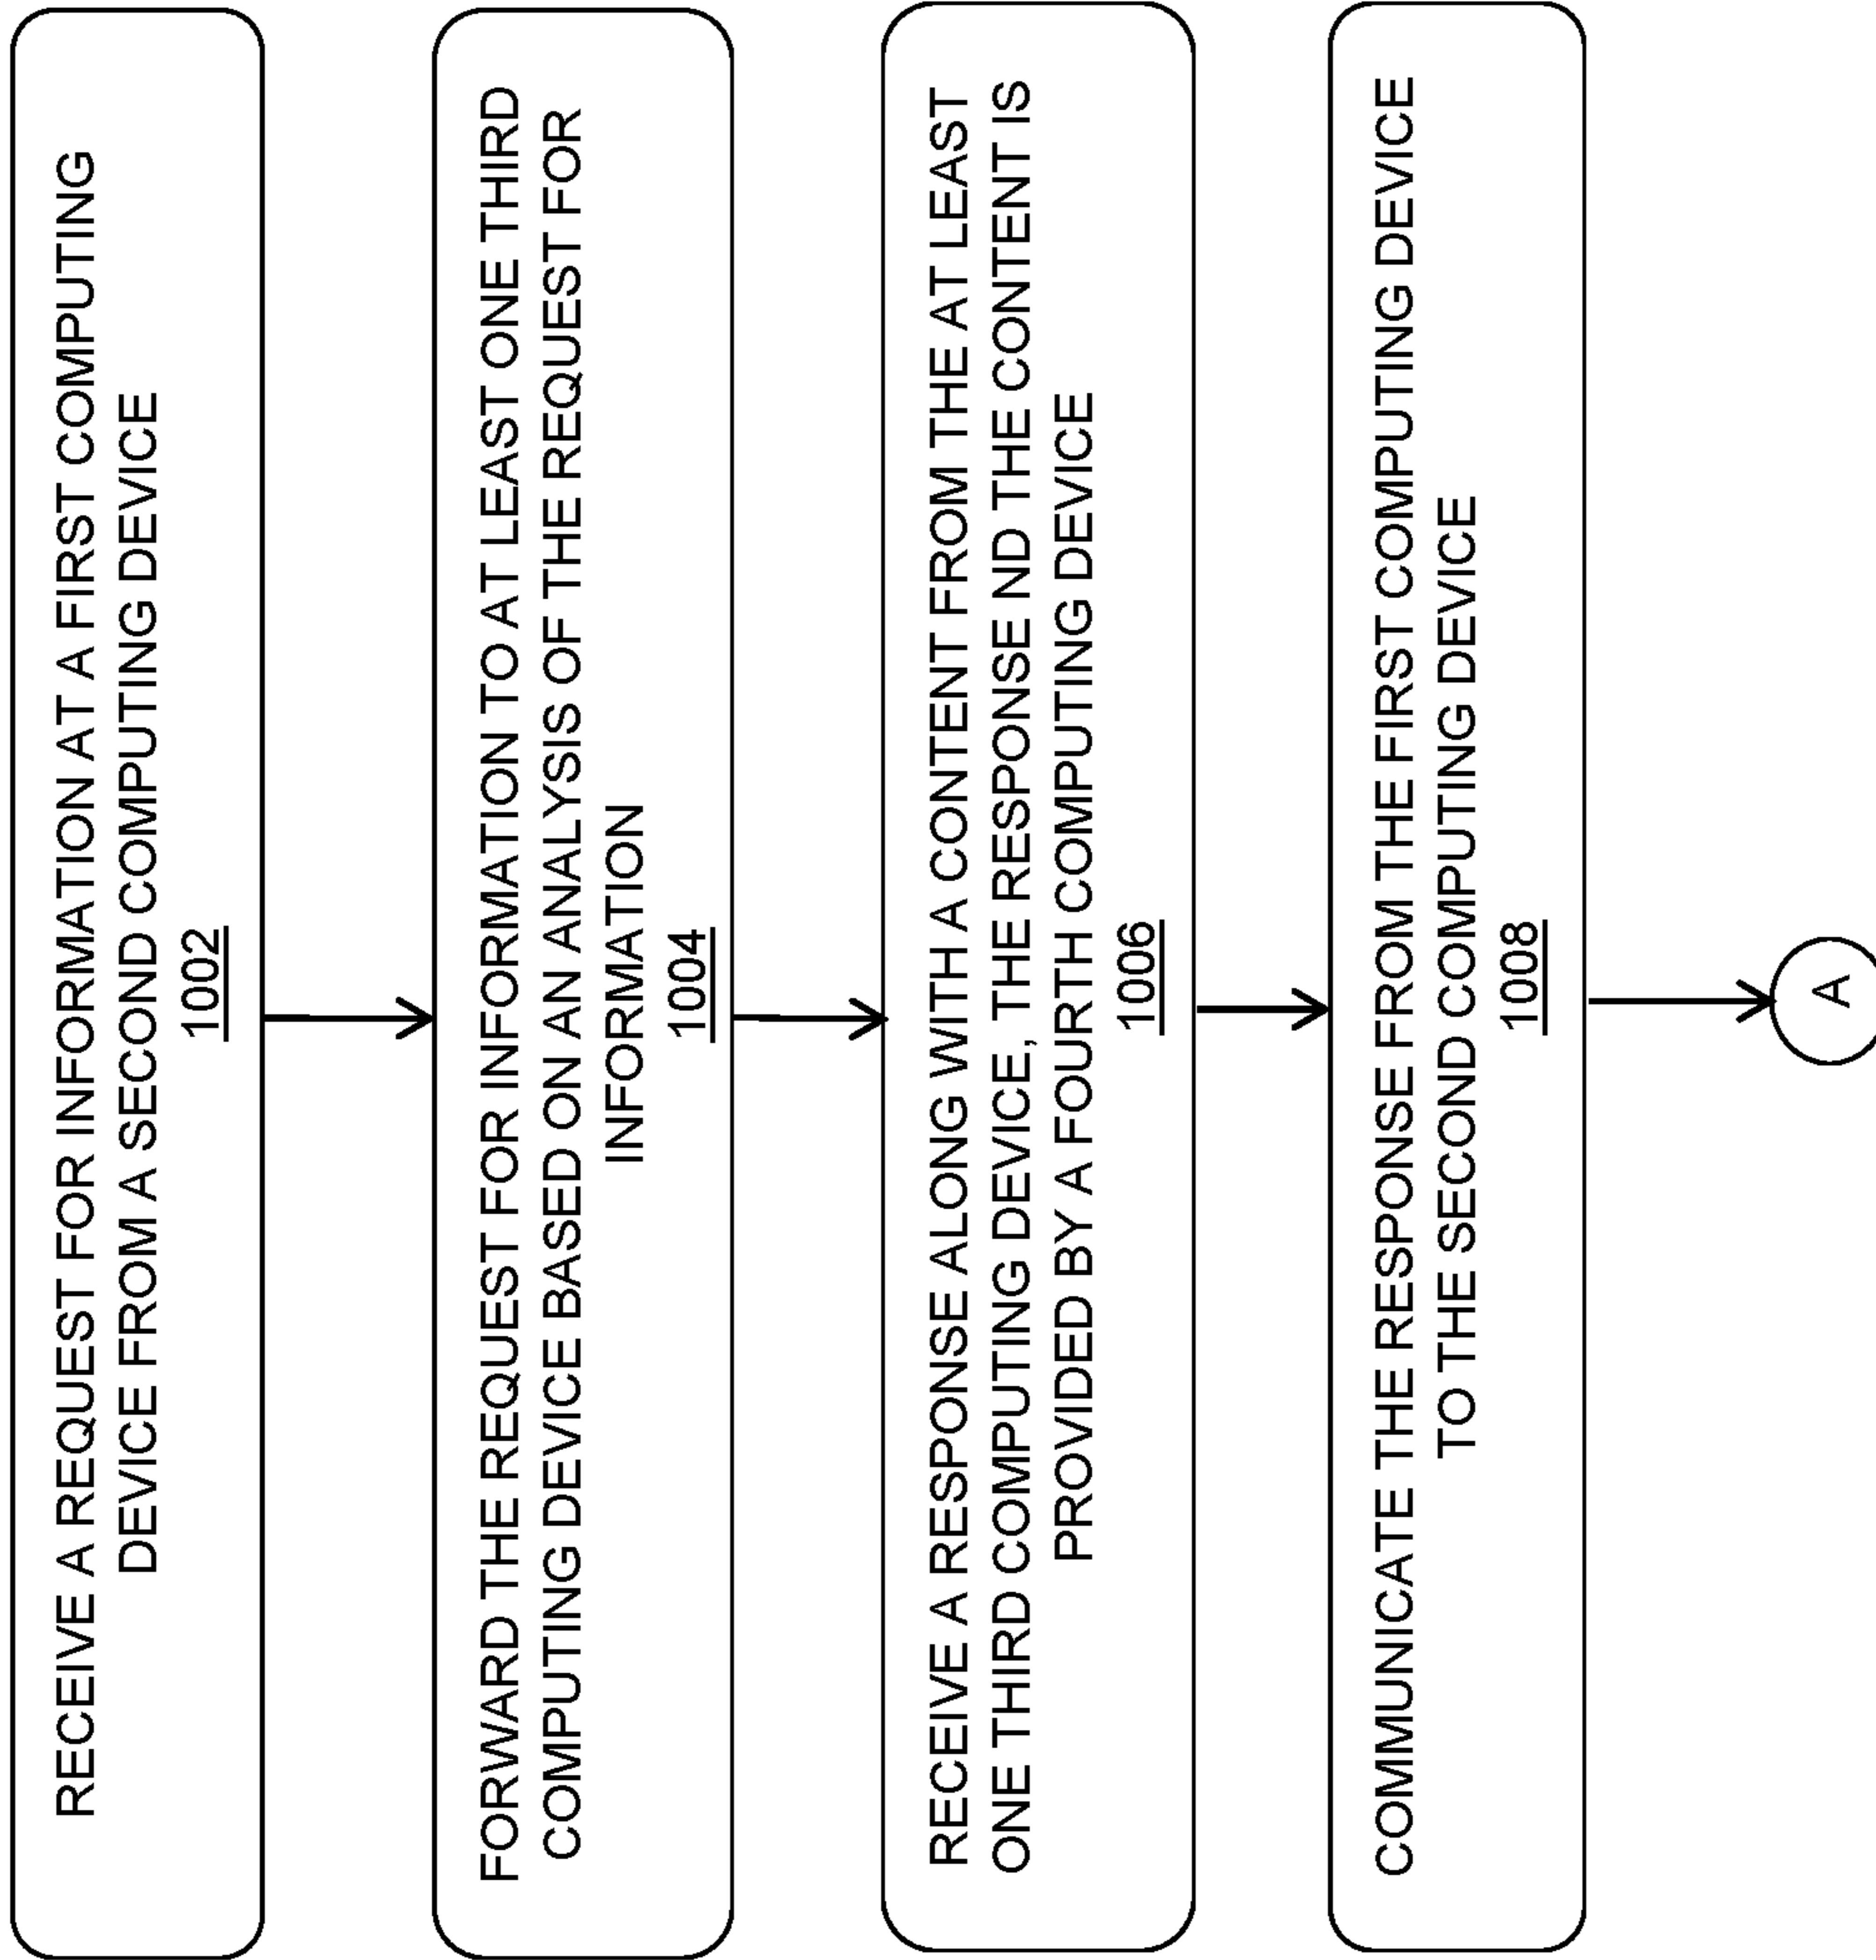 RECEIVE A REQUEST FOR INFORMATION AT A FIRST COMPUTING
DEVICE FROM A SECOND COMPUTING DEVICE
1002
FORWARD THE REQUEST FOR INFORMATION TO AT LEAST ONE THIRD
COMPUTING DEVICE BASED ON AN ANALYSIS OF THE REQUEST FOR
INFORMATION
1004
RECEIVE A RESPONSE ALONG WITH A CONTENT FROM THE AT LEAST
ONE THIRD COMPUTING DEVICE, THE RESPONSE ND THE CONTENT IS
PROVIDED BY A FOURTH COMPUTING DEVICE
1006
COMMUNICATE THE RESPONSE FROM THE FIRST COMPUTING DEVICE
TO THE SECOND COMPUTING DEVICE
1008
A